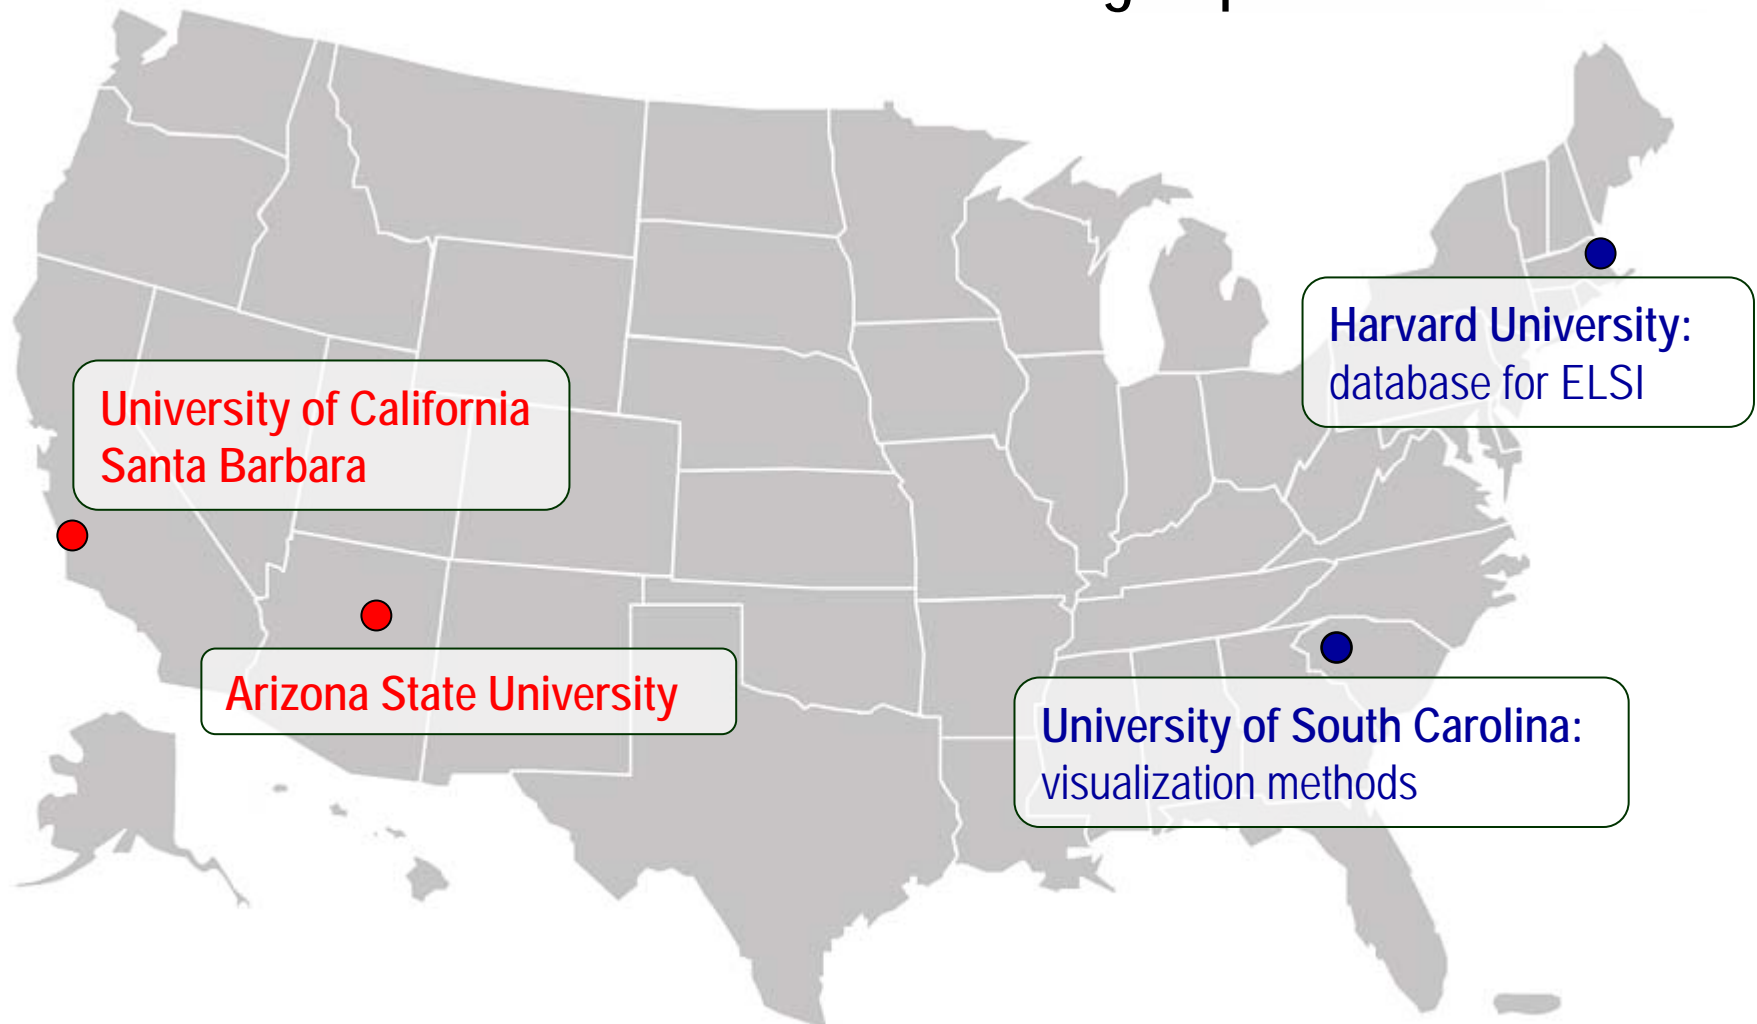 Harvard University:
database for ELSI
University of California
Santa Barbara
Arizona State University
University of South Carolina:
visualization methods